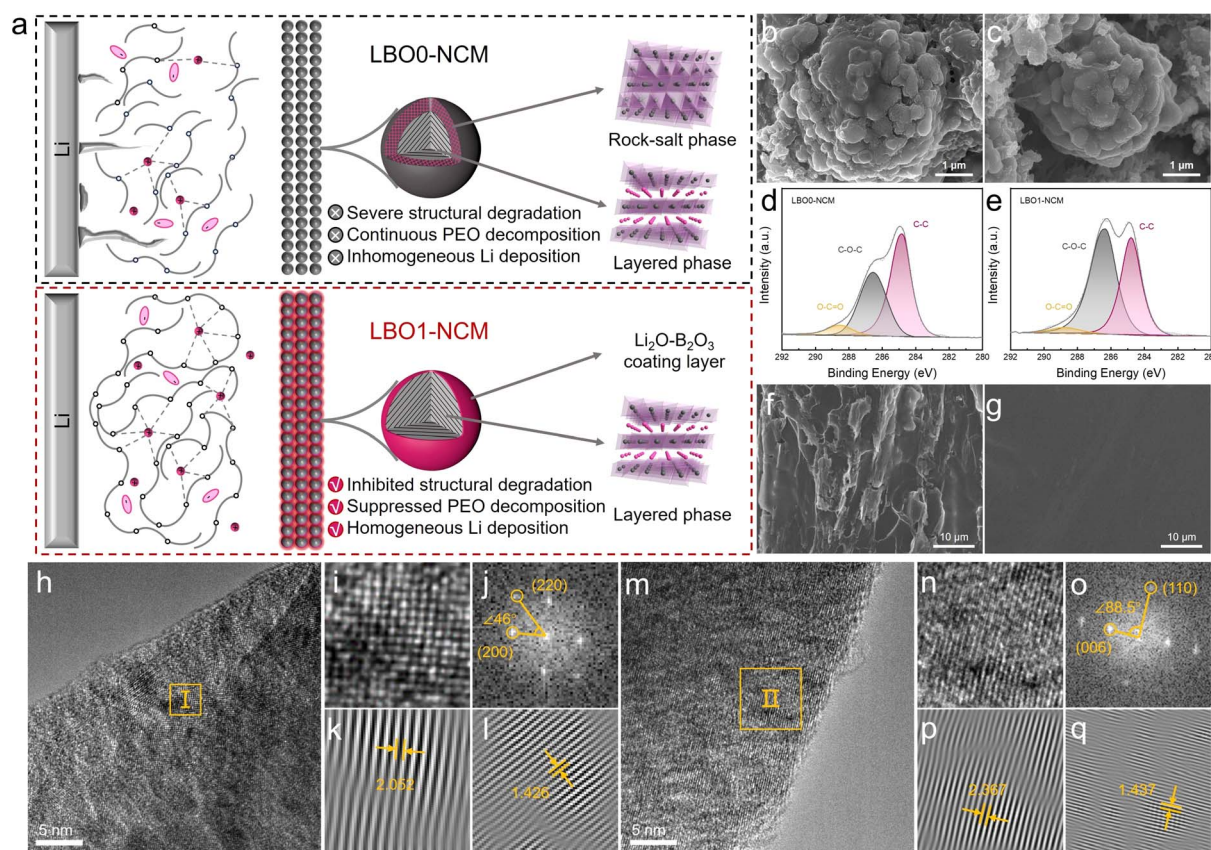 a
Li
LBO0-NCM
Rock-salt phase
Severe structural degradation
Continuous PEO decomposition
Inhomogeneous Li deposition
Layered phase
Li
LBO1-NCM
Li₂O-B₂O₃
coating layer
Inhibited structural degradation
Suppressed PEO decomposition
Homogeneous Li deposition
Layered phase
b
1 μm
c
1 μm
d
LBO0-NCM
C-C
C-O-C
O-C=O
Intensity (a.u.)
292 290 288 286 284 282 280
Binding Energy (eV)
e
LBO1-NCM
C-O-C
C-C
O-C=O
Intensity (a.u.)
292 290 288 286 284 282 280
Binding Energy (eV)
f
10 μm
g
10 μm
h
I
5 nm
i
j
(220)
∠46°
(200)
k
2.052
l
1.426
m
II
5 nm
n
o
(110)
∠88.5°
(006)
p
2.367
q
1.437